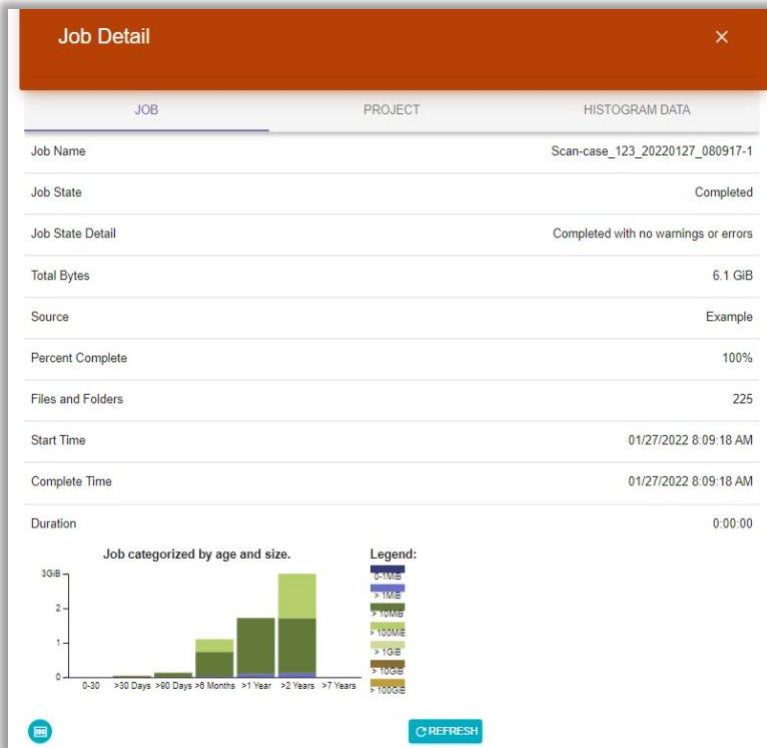 Job Detail
JOB PROJECT HISTOGRAM DATA
Job Name Scan-case_123_20220127_080917-1
Job State Completed
Job State Detail Completed with no warnings or errors
Total Bytes 6.1 GiB
Source Example
Percent Complete 100%
Files and Folders 225
Start Time 01/27/2022 8:09:18 AM
Complete Time 01/27/2022 8:09:18 AM
Duration 0:00:00
Job categorized by age and size.
3GiB
2
1
0
0-30 >30 Days >90 Days >6 Months >1 Year >2 Years >7 Years
Legend:
0-1MiB
> 1MiB
> 10MiB
> 100MiB
> 1GiB
> 10GiB
> 100GiB
REFRESH